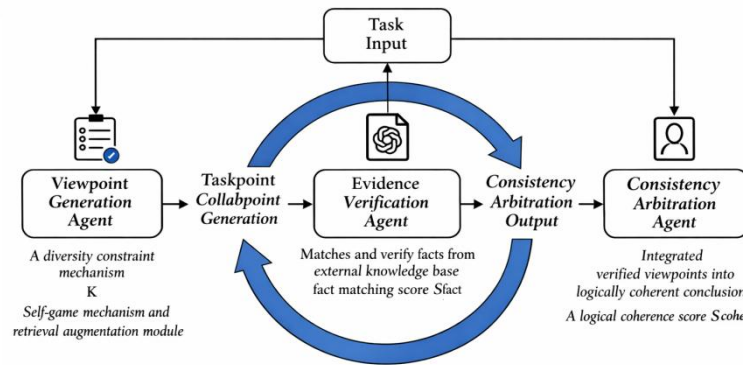 Task
Input
Viewpoint
Generation
Agent
A diversity constraint
mechanism
K
Self-game mechanism and
retrieval augmentation module
Taskpoint
Collabpoint
Generation
Evidence
Verification
Agent
Matches and verify facts from
external knowledge base
fact matching score Sfact
Consistency
Arbitration
Output
Consistency
Arbitration
Agent
Integrated
verified viewpoints into
logically coherent conclusion
A logical coherence score Scohe